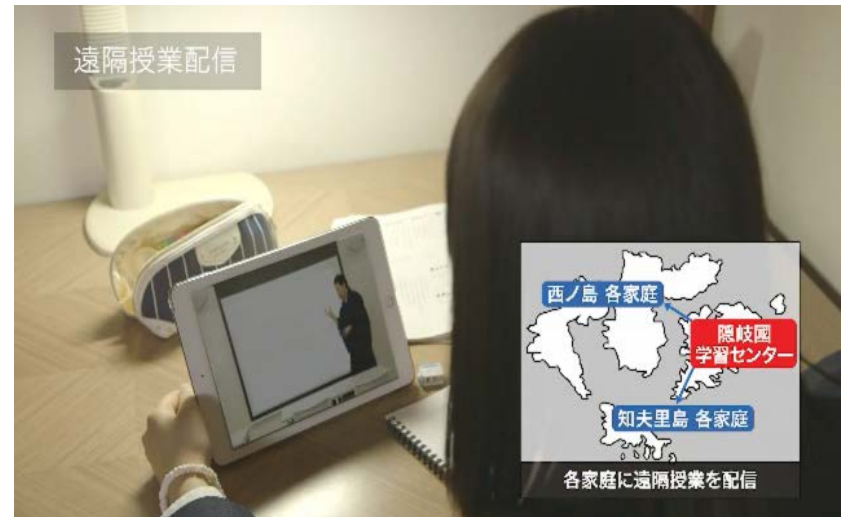 遠隔授業配信
西ノ島 各家庭
隠岐國
学習センター
知夫里島 各家庭
各家庭に遠隔授業を配信